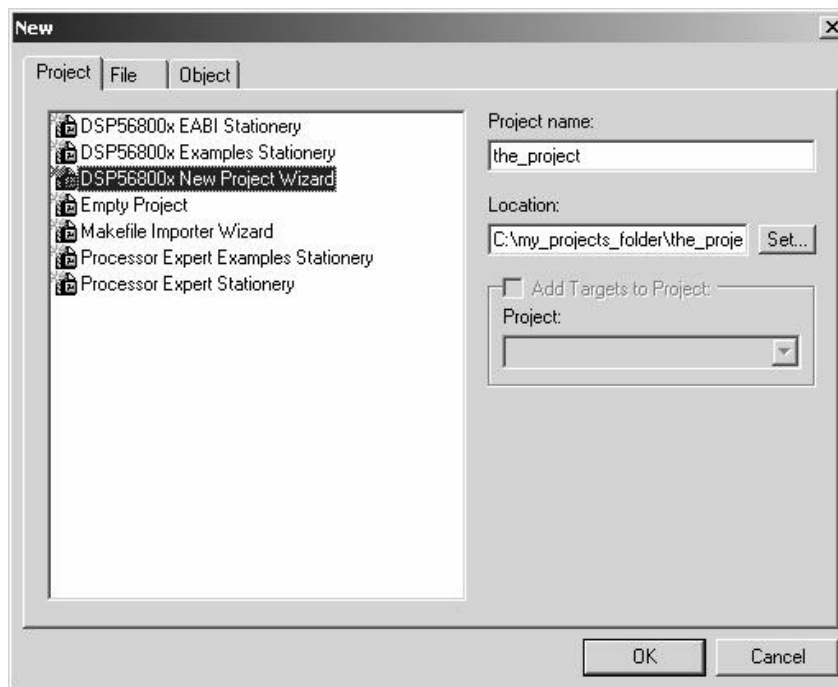 New
Project File Object
DSP56800x EABI Stationery
DSP56800x Examples Stationery
DSP56800x New Project Wizard
Empty Project
Makefile Importer Wizard
Processor Expert Examples Stationery
Processor Expert Stationery
Project name:
the_project
Location:
C:\my_projects_folder\the_proje Set...
Add Targets to Project:
Project:
OK Cancel